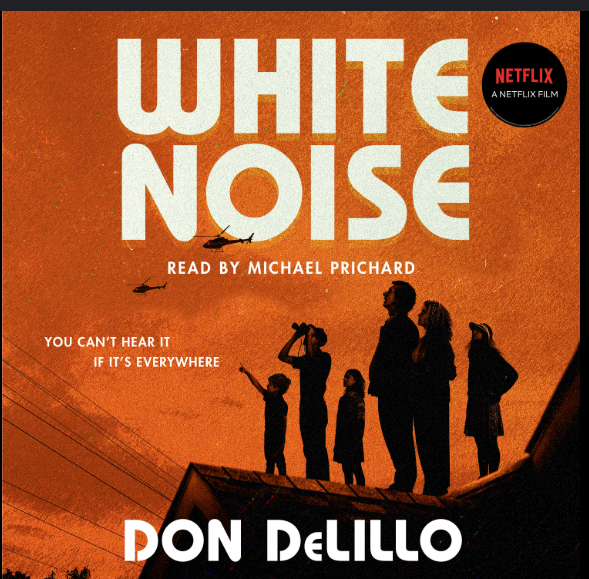 WHITE
NETFLIX
A NETFLIX FILM
NOISE
READ BY MICHAEL PRICHARD
YOU CAN'T HEAR IT
IF IT'S EVERYWHERE
DON DeLILLO